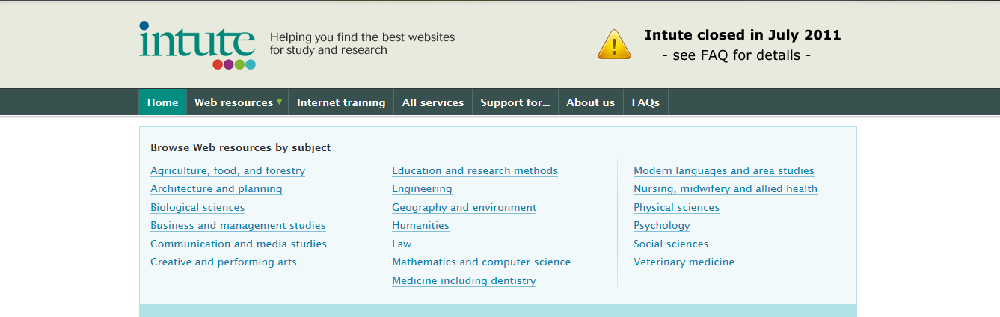 intute
Helping you find the best websites
for study and research
Intute closed in July 2011
- see FAQ for details -
Home
Web resources
Internet training
All services
Support for...
About us
FAQs
Browse Web resources by subject
Agriculture, food, and forestry
Architecture and planning
Biological sciences
Business and management studies
Communication and media studies
Creative and performing arts
Education and research methods
Engineering
Geography and environment
Humanities
Law
Mathematics and computer science
Medicine including dentistry
Modern languages and area studies
Nursing, midwifery and allied health
Physical sciences
Psychology
Social sciences
Veterinary medicine